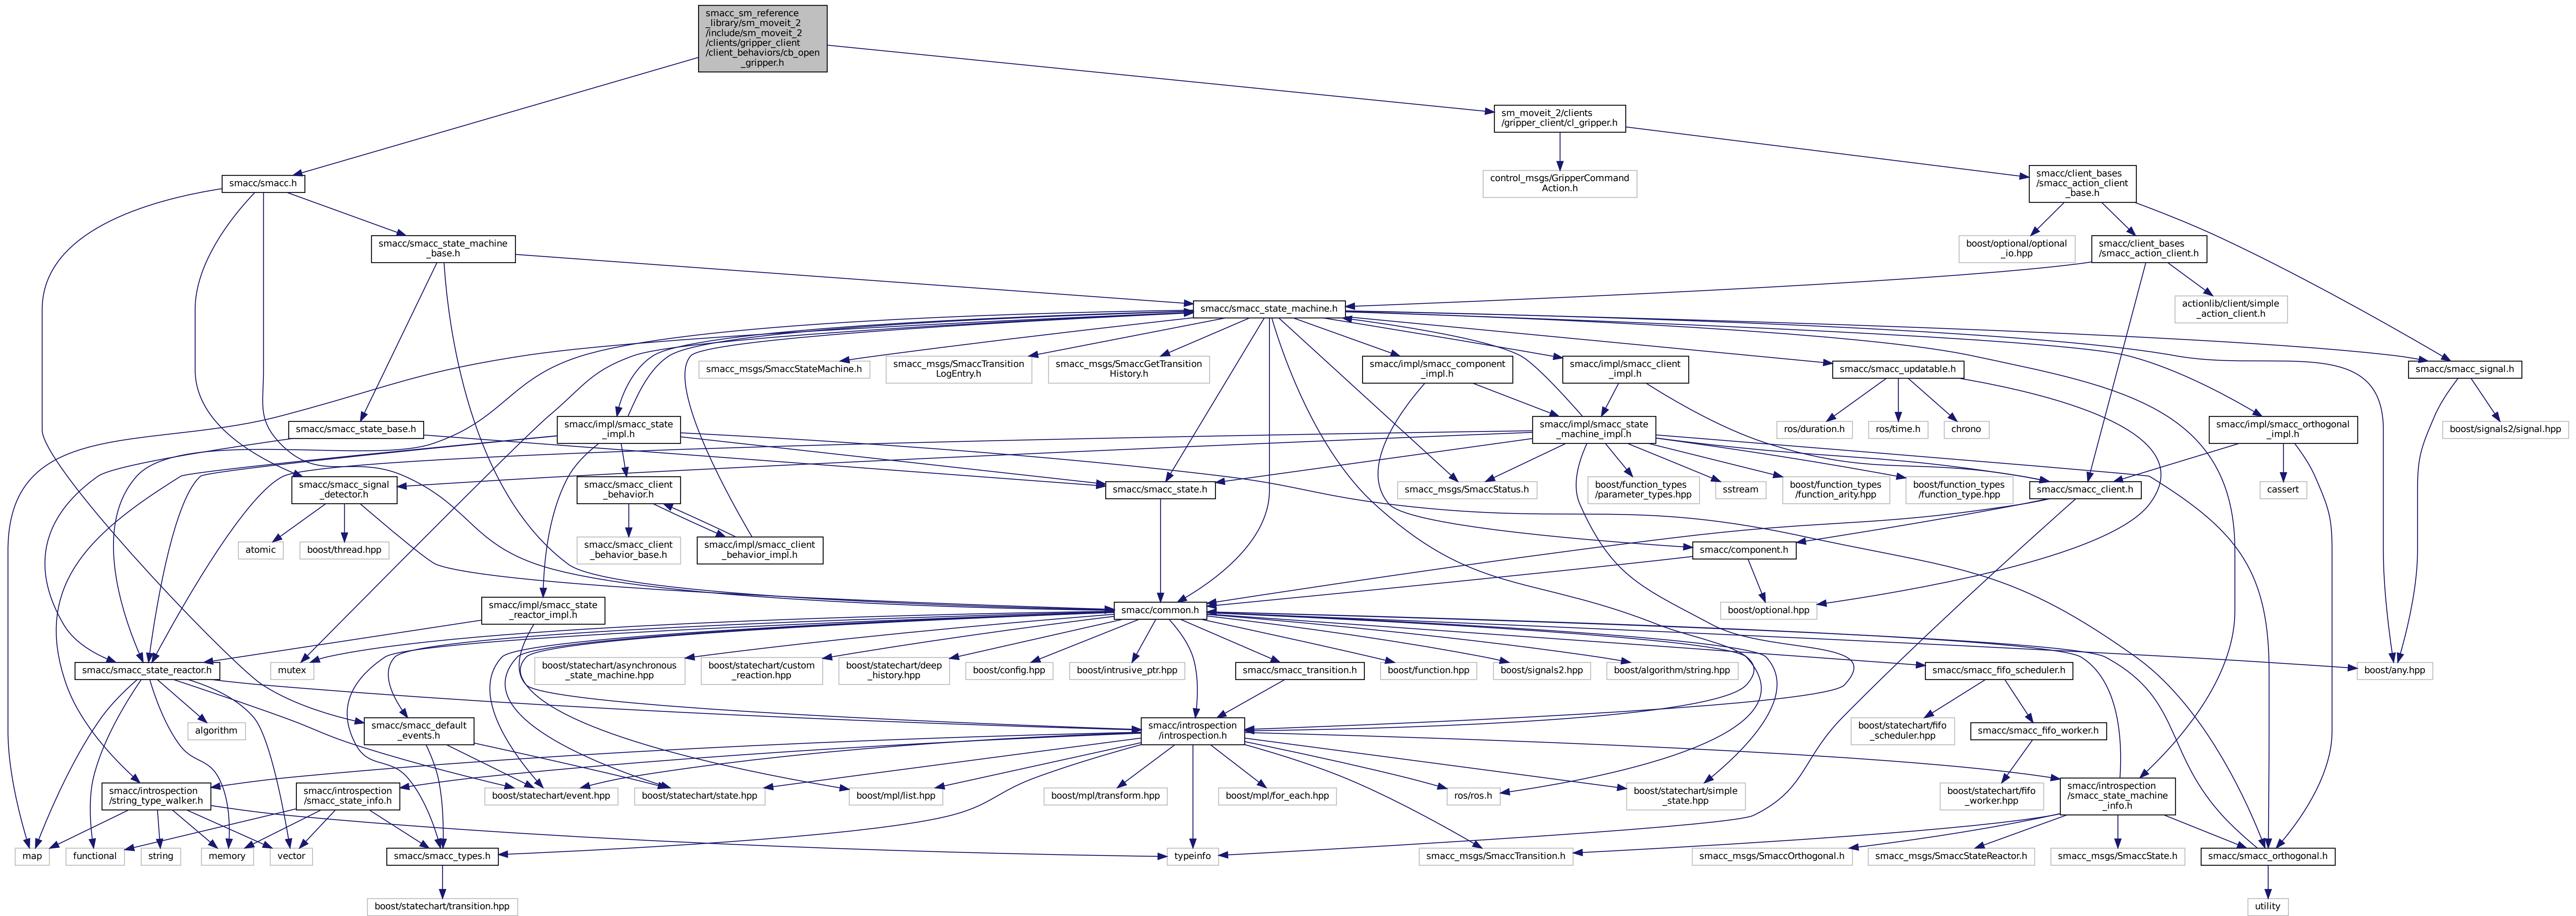 smacc_sm_reference
_library/sm_moveit_2
/include/sm_moveit_2
/clients/gripper_client
/client_behaviors/cb_open
_gripper.h
sm_moveit_2/clients
/gripper_client/cl_gripper.h
smacc/smacc.h
control_msgs/GripperCommand
Action.h
smacc/client_bases
/smacc_action_client
_base.h
smacc/smacc_state_machine
_base.h
boost/optional/optional
_io.hpp
smacc/client_bases
/smacc_action_client.h
smacc/smacc_state_machine.h
actionlib/client/simple
_action_client.h
smacc_msgs/SmaccStateMachine.h
smacc_msgs/SmaccTransition
LogEntry.h
smacc_msgs/SmaccGetTransition
History.h
smacc/impl/smacc_component
_impl.h
smacc/impl/smacc_client
_impl.h
smacc/smacc_updatable.h
smacc/smacc_signal.h
smacc/smacc_state_base.h
smacc/impl/smacc_state
_impl.h
smacc/impl/smacc_state
_machine_impl.h
ros/duration.h
ros/time.h
chrono
smacc/impl/smacc_orthogonal
_impl.h
boost/signals2/signal.hpp
smacc/smacc_signal
_detector.h
smacc/smacc_client
_behavior.h
smacc/smacc_state.h
smacc_msgs/SmaccStatus.h
boost/function_types
/parameter_types.hpp
sstream
boost/function_types
/function_arity.hpp
boost/function_types
/function_type.hpp
smacc/smacc_client.h
cassert
atomic
boost/thread.hpp
smacc/smacc_client
_behavior_base.h
smacc/impl/smacc_client
_behavior_impl.h
smacc/component.h
smacc/impl/smacc_state
_reactor_impl.h
smacc/common.h
boost/optional.hpp
smacc/smacc_state_reactor.h
mutex
boost/statechart/asynchronous
_state_machine.hpp
boost/statechart/custom
_reaction.hpp
boost/statechart/deep
_history.hpp
boost/config.hpp
boost/intrusive_ptr.hpp
smacc/smacc_transition.h
boost/function.hpp
boost/signals2.hpp
boost/algorithm/string.hpp
smacc/smacc_fifo_scheduler.h
boost/any.hpp
algorithm
smacc/smacc_default
_events.h
smacc/introspection
/introspection.h
boost/statechart/fifo
_scheduler.hpp
smacc/smacc_fifo_worker.h
smacc/introspection
/string_type_walker.h
smacc/introspection
/smacc_state_info.h
boost/statechart/event.hpp
boost/statechart/state.hpp
boost/mpl/list.hpp
boost/mpl/transform.hpp
boost/mpl/for_each.hpp
ros/ros.h
boost/statechart/simple
_state.hpp
boost/statechart/fifo
_worker.hpp
smacc/introspection
/smacc_state_machine
_info.h
map
functional
string
memory
vector
smacc/smacc_types.h
typeinfo
smacc_msgs/SmaccTransition.h
smacc_msgs/SmaccOrthogonal.h
smacc_msgs/SmaccStateReactor.h
smacc_msgs/SmaccState.h
smacc/smacc_orthogonal.h
boost/statechart/transition.hpp
utility